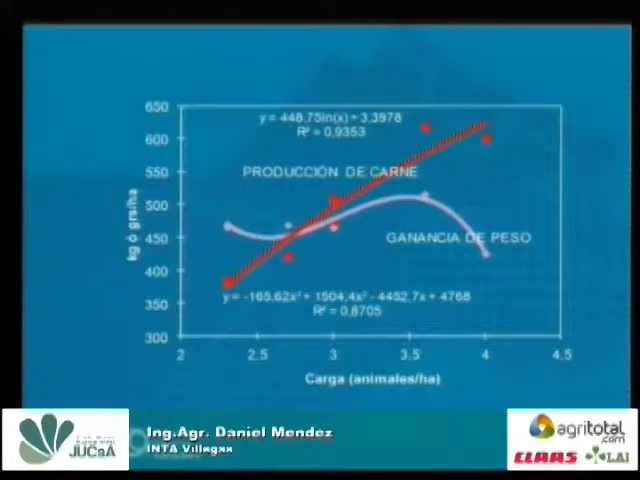 650
600
550
500
450
400
350
300
kg ó grs/ha
y = 448.75ln(x) + 3.3978
R² = 0,9353
PRODUCCIÓN DE CARNE
GANANCIA DE PESO
y = -165.62x³ + 1504,4x² - 4452,7x + 4768
R² = 0,8705
2
2.5
3
3.5
4
4.5
Carga (animales/ha)
Ing.Agr. Daniel Mendez
INTA Villegas
JUCaA
agritotal
.com
CLAAS